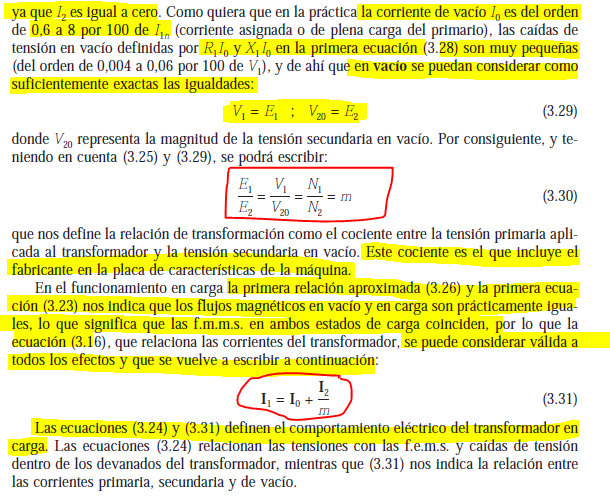 ya que I₂ es igual a cero. Como quiera que en la práctica la corriente de vacío I₀ es del orden
de 0,6 a 8 por 100 de I₁ₙ (corriente asignada o de plena carga del primario), las caídas de
tensión en vacío definidas por R₁I₀ y X₁I₀ en la primera ecuación (3.28) son muy pequeñas
(del orden de 0,004 a 0,06 por 100 de V₁), y de ahí que en vacío se puedan considerar como
suficientemente exactas las igualdades:
V₁ = E₁ ; V₂₀ = E₂ (3.29)
donde V₂₀ representa la magnitud de la tensión secundaria en vacío. Por consiguiente, y te-
niendo en cuenta (3.25) y (3.29), se podrá escribir:
E₁/E₂ = V₁/V₂₀ = N₁/N₂ = m (3.30)
que nos define la relación de transformación como el cociente entre la tensión primaria apli-
cada al transformador y la tensión secundaria en vacío. Este cociente es el que incluye el
fabricante en la placa de características de la máquina.
En el funcionamiento en carga la primera relación aproximada (3.26) y la primera ecua-
ción (3.23) nos indica que los flujos magnéticos en vacío y en carga son prácticamente igua-
les, lo que significa que las f.m.m.s. en ambos estados de carga coinciden, por lo que la
ecuación (3.16), que relaciona las corrientes del transformador, se puede considerar válida a
todos los efectos y que se vuelve a escribir a continuación:
I₁ = I₀ + I₂/m (3.31)
Las ecuaciones (3.24) y (3.31) definen el comportamiento eléctrico del transformador en
carga. Las ecuaciones (3.24) relacionan las tensiones con las f.e.m.s. y caídas de tensión
dentro de los devanados del transformador, mientras que (3.31) nos indica la relación entre
las corrientes primaria, secundaria y de vacío.